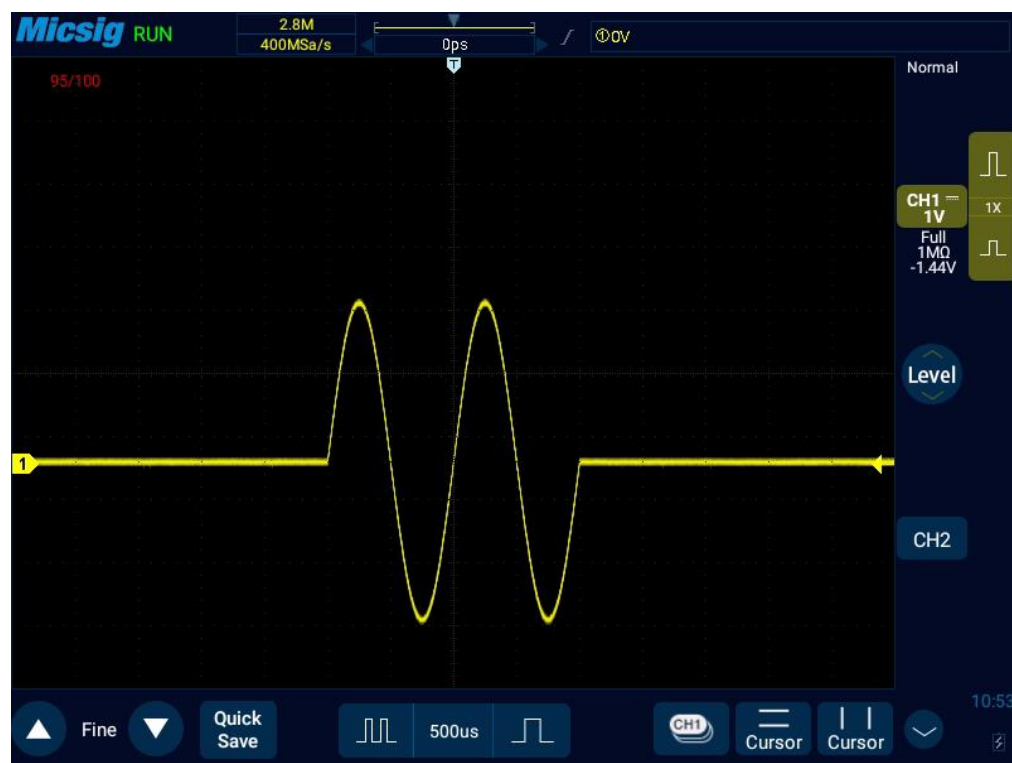 Micsig RUN
2.8M
400MSa/s
0ps
①0V
T
95/100
Normal
CH1
1V
1X
Full
1MΩ
-1.44V
Level
1
CH2
10:53
Fine
Quick
Save
500us
CH1
Cursor
Cursor